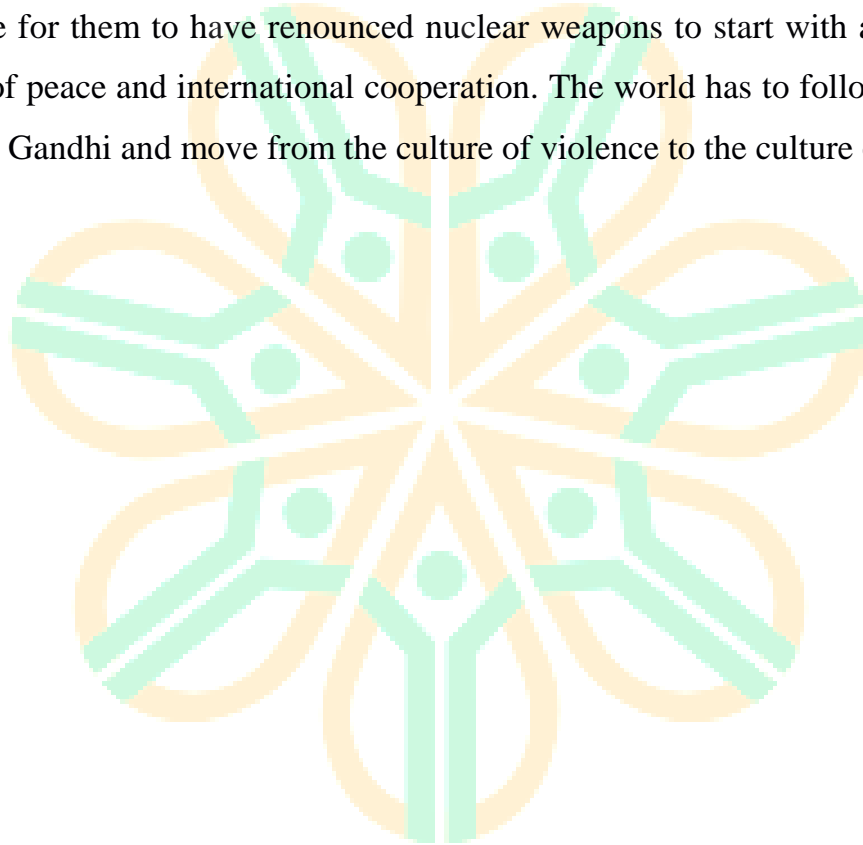 e for them to have renounced nuclear weapons to start with a
of peace and international cooperation. The world has to follo
Gandhi and move from the culture of violence to the culture